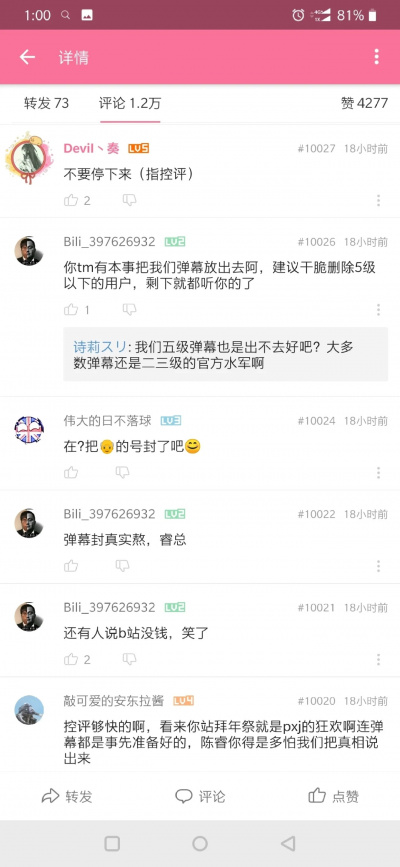 1:00
4G+
81%
详情
转发 73
评论 1.2万
赞 4277
Devil丶奏 LV5
#10027 18小时前
不要停下来（指控评）
2
Bili_397626932 LV2
#10026 18小时前
你tm有本事把我们弹幕放出去阿，建议干脆删除5级
以下的用户，剩下就都听你的了
1
诗莉スリ: 我们五级弹幕也是出不去好吧？大多
数弹幕还是二三级的官方水军啊
伟大的日不落球 LV3
#10024 18小时前
在?把👴的号封了吧😊
Bili_397626932 LV2
#10022 18小时前
弹幕封真实熬，睿总
Bili_397626932 LV2
#10021 18小时前
还有人说b站没钱，笑了
2
敲可爱的安东拉酱 LV4
#10020 18小时前
控评够快的啊，看来你站拜年祭就是pxj的狂欢啊连弹
幕都是事先准备好的，陈睿你得是多怕我们把真相说
出来
转发
评论
点赞